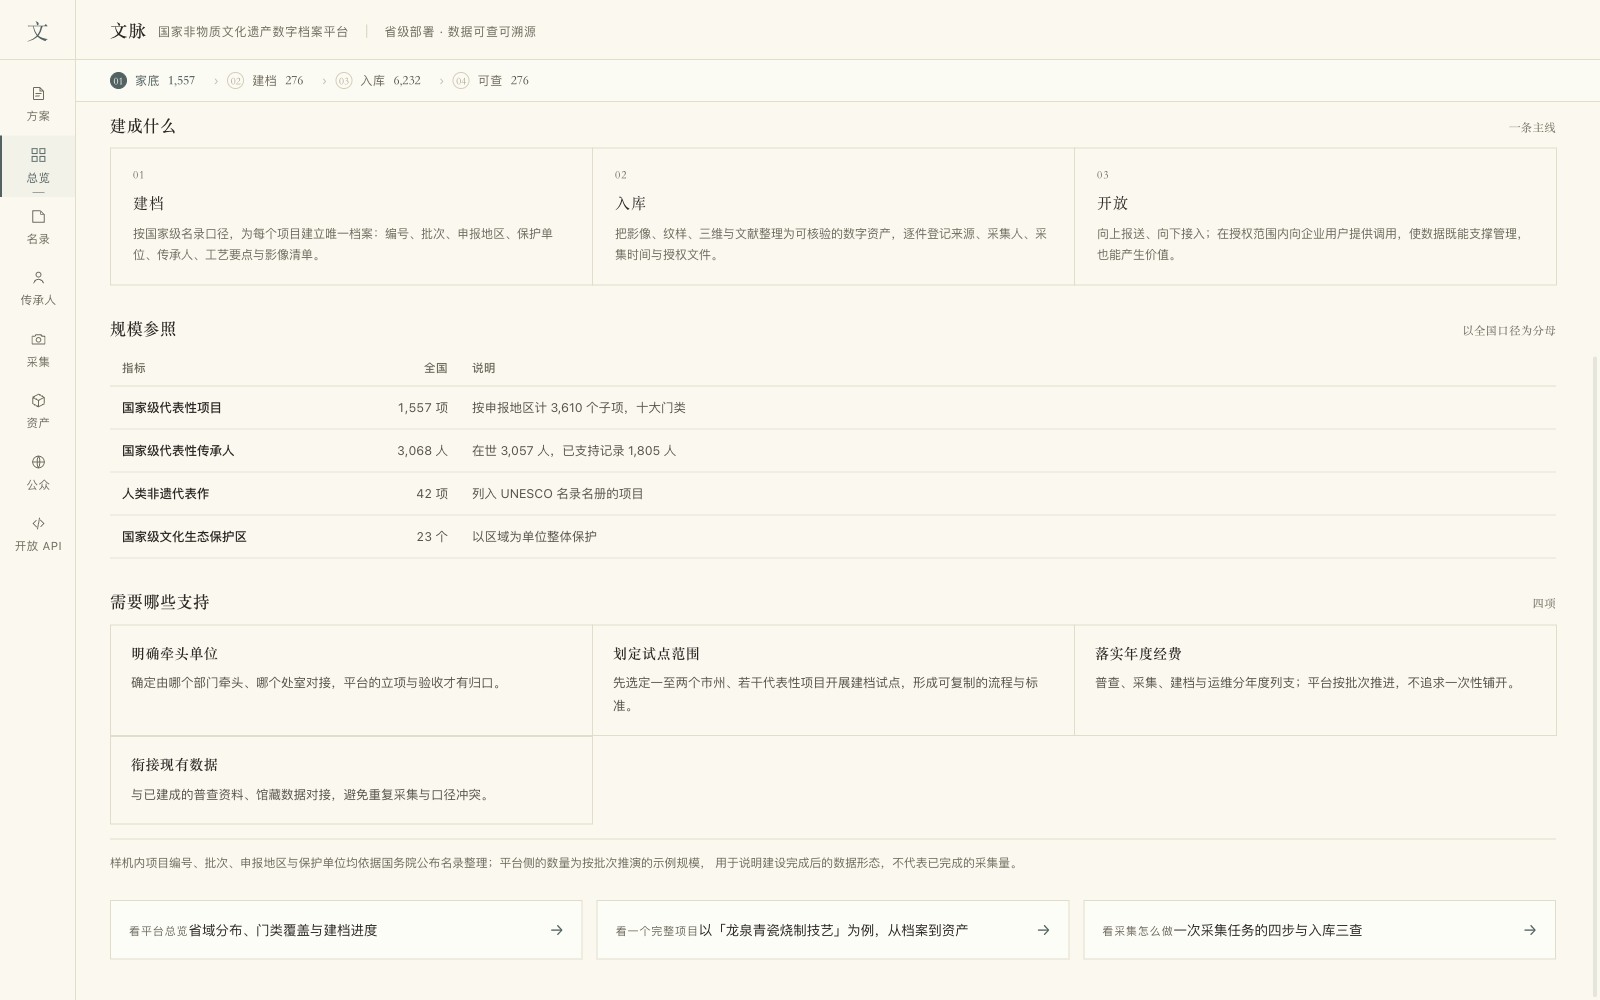 文
文脉 国家非物质文化遗产数字档案平台 省级部署 · 数据可查可溯源
01 家底 1,557 › 02 建档 276 › 03 入库 6,232 › 04 可查 276
方案
总览
名录
传承人
采集
资产
公众
开放 API
建成什么 一条主线
01
建档
按国家级名录口径，为每个项目建立唯一档案：编号、批次、申报地区、保护单
位、传承人、工艺要点与影像清单。
02
入库
把影像、纹样、三维与文献整理为可核验的数字资产，逐件登记来源、采集人、采
集时间与授权文件。
03
开放
向上报送、向下接入；在授权范围内向企业用户提供调用，使数据既能支撑管理，
也能产生价值。
规模参照 以全国口径为分母
指标 全国 说明
国家级代表性项目 1,557 项 按申报地区计 3,610 个子项，十大门类
国家级代表性传承人 3,068 人 在世 3,057 人，已支持记录 1,805 人
人类非遗代表作 42 项 列入 UNESCO 名录名册的项目
国家级文化生态保护区 23 个 以区域为单位整体保护
需要哪些支持 四项
明确牵头单位
确定由哪个部门牵头、哪个处室对接，平台的立项与验收才有归口。
划定试点范围
先选定一至两个市州、若干代表性项目开展建档试点，形成可复制的流程与标
准。
落实年度经费
普查、采集、建档与运维分年度列支；平台按批次推进，不追求一次性铺开。
衔接现有数据
与已建成的普查资料、馆藏数据对接，避免重复采集与口径冲突。
样机内项目编号、批次、申报地区与保护单位均依据国务院公布名录整理；平台侧的数量为按批次推演的示例规模， 用于说明建设完成后的数据形态，不代表已完成的采集量。
看平台总览省域分布、门类覆盖与建档进度 →
看一个完整项目以「龙泉青瓷烧制技艺」为例，从档案到资产 →
看采集怎么做一次采集任务的四步与入库三查 →